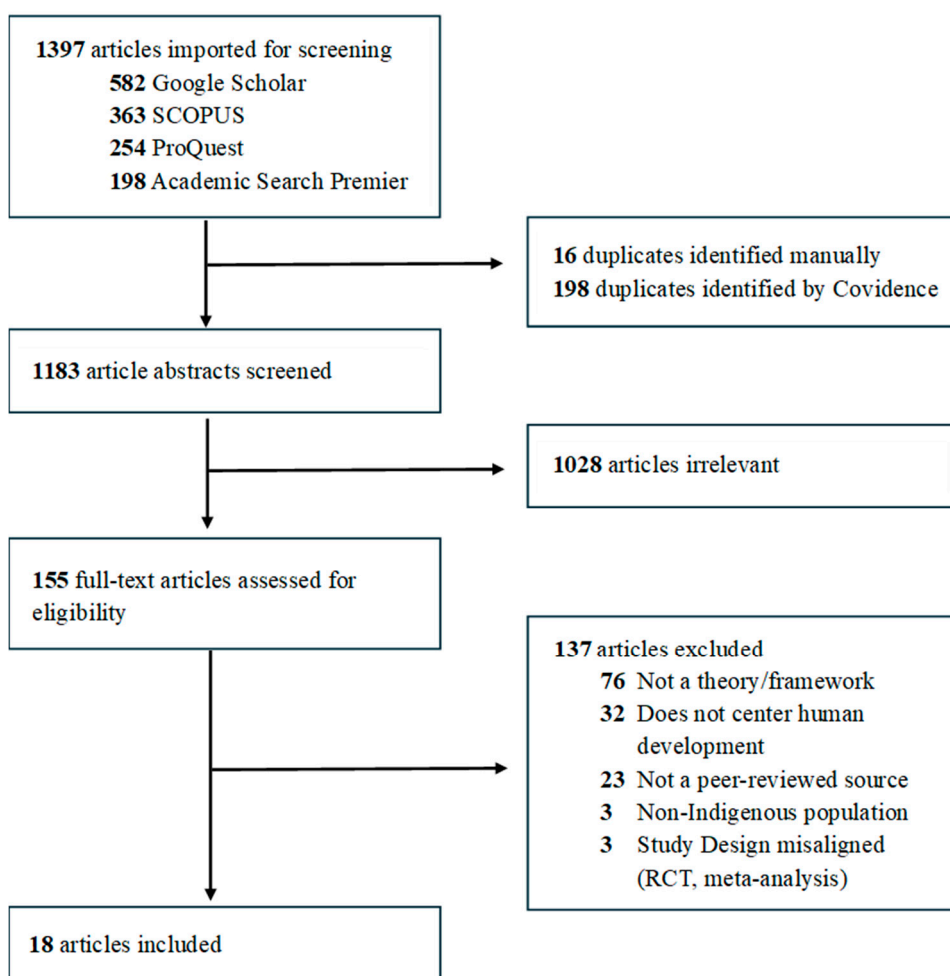 1397 articles imported for screening
582 Google Scholar
363 SCOPUS
254 ProQuest
198 Academic Search Premier
16 duplicates identified manually
198 duplicates identified by Covidence
1183 article abstracts screened
1028 articles irrelevant
155 full-text articles assessed for
eligibility
137 articles excluded
76 Not a theory/framework
32 Does not center human
development
23 Not a peer-reviewed source
3 Non-Indigenous population
3 Study Design misaligned
(RCT, meta-analysis)
18 articles included